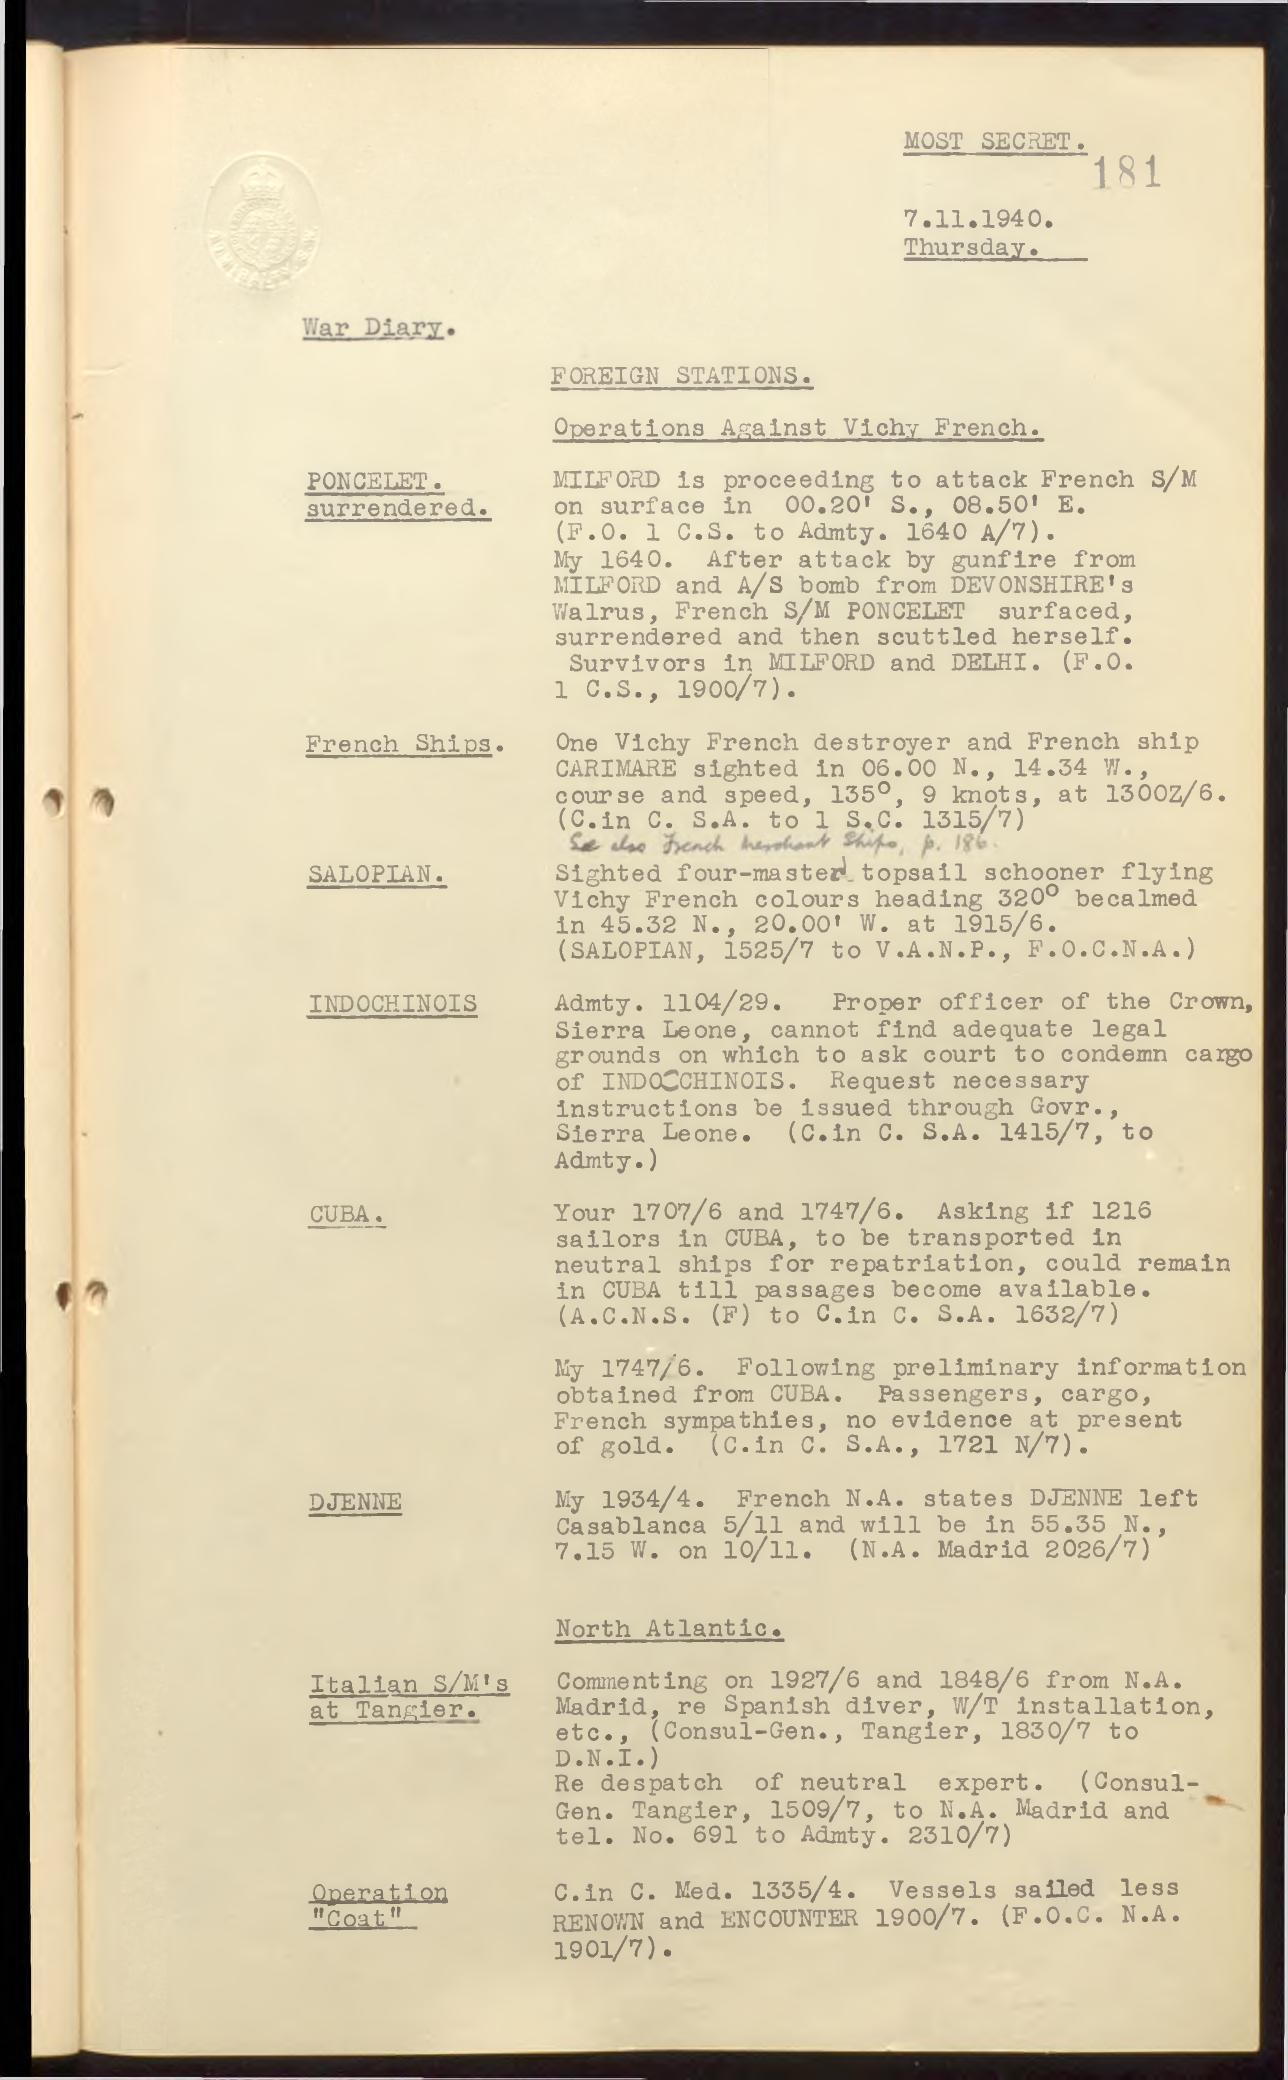 MOST SECRET.
181
7.11.1940.
Thursday.
War Diary.
FOREIGN STATIONS.
Operations Against Vichy French.
PONCELET.
surrendered.
MILFORD is proceeding to attack French S/M
on surface in 00.20' S., 08.50' E.
(F.O. 1 C.S. to Admty. 1640 A/7).
My 1640. After attack by gunfire from
MILFORD and A/S bomb from DEVONSHIRE's
Walrus, French S/M PONCELET surfaced,
surrendered and then scuttled herself.
Survivors in MILFORD and DELHI. (F.O.
1 C.S., 1900/7).
French Ships.
One Vichy French destroyer and French ship
CARIMARE sighted in 06.00 N., 14.34 W.,
course and speed, 135°, 9 knots, at 1300Z/6.
(C.in C. S.A. to 1 S.C. 1315/7)
See also French Merchant Ships, p. 186.
SALOPIAN.
Sighted four-masted topsail schooner flying
Vichy French colours heading 320° becalmed
in 45.32 N., 20.00' W. at 1915/6.
(SALOPIAN, 1525/7 to V.A.N.P., F.O.C.N.A.)
INDOCHINOIS
Admty. 1104/29. Proper officer of the Crown,
Sierra Leone, cannot find adequate legal
grounds on which to ask court to condemn cargo
of INDOCCHINOIS. Request necessary
instructions be issued through Govr.,
Sierra Leone. (C.in C. S.A. 1415/7, to
Admty.)
CUBA.
Your 1707/6 and 1747/6. Asking if 1216
sailors in CUBA, to be transported in
neutral ships for repatriation, could remain
in CUBA till passages become available.
(A.C.N.S. (F) to C.in C. S.A. 1632/7)
My 1747/6. Following preliminary information
obtained from CUBA. Passengers, cargo,
French sympathies, no evidence at present
of gold. (C.in C. S.A., 1721 N/7).
DJENNE
My 1934/4. French N.A. states DJENNE left
Casablanca 5/11 and will be in 55.35 N.,
7.15 W. on 10/11. (N.A. Madrid 2026/7)
North Atlantic.
Italian S/M's
at Tangier.
Commenting on 1927/6 and 1848/6 from N.A.
Madrid, re Spanish diver, W/T installation,
etc., (Consul-Gen., Tangier, 1830/7 to
D.N.I.)
Re despatch of neutral expert. (Consul-
Gen. Tangier, 1509/7, to N.A. Madrid and
tel. No. 691 to Admty. 2310/7)
Operation
"Coat"
C.in C. Med. 1335/4. Vessels sailed less
RENOWN and ENCOUNTER 1900/7. (F.O.C. N.A.
1901/7).